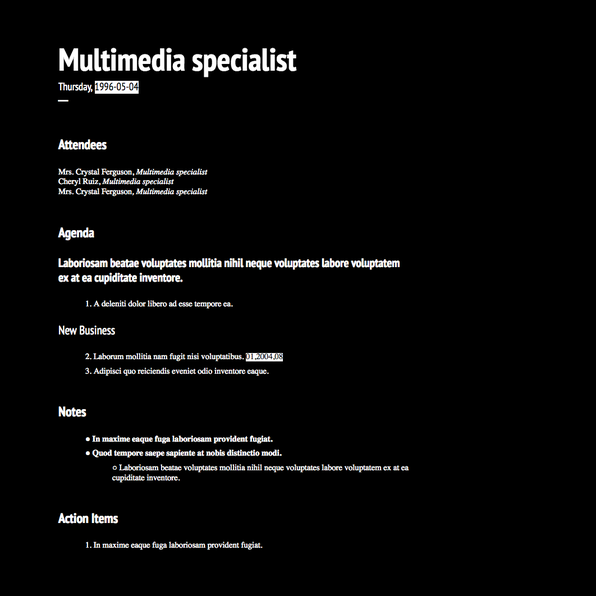 Multimedia specialist
Thursday, 1996-05-04
Attendees
Mrs. Crystal Ferguson, Multimedia specialist
Cheryl Ruiz, Multimedia specialist
Mrs. Crystal Ferguson, Multimedia specialist
Agenda
Laboriosam beatae voluptates mollitia nihil neque voluptates labore voluptatem
ex at ea cupiditate inventore.
1. A deleniti dolor libero ad esse tempore ea.
New Business
2. Laborum mollitia nam fugit nisi voluptatibus. 01,2004,08
3. Adipisci quo reiciendis eveniet odio inventore eaque.
Notes
● In maxime eaque fuga laboriosam provident fugiat.
● Quod tempore saepe sapiente at nobis distinctio modi.
○ Laboriosam beatae voluptates mollitia nihil neque voluptates labore voluptatem ex at ea
cupiditate inventore.
Action Items
1. In maxime eaque fuga laboriosam provident fugiat.